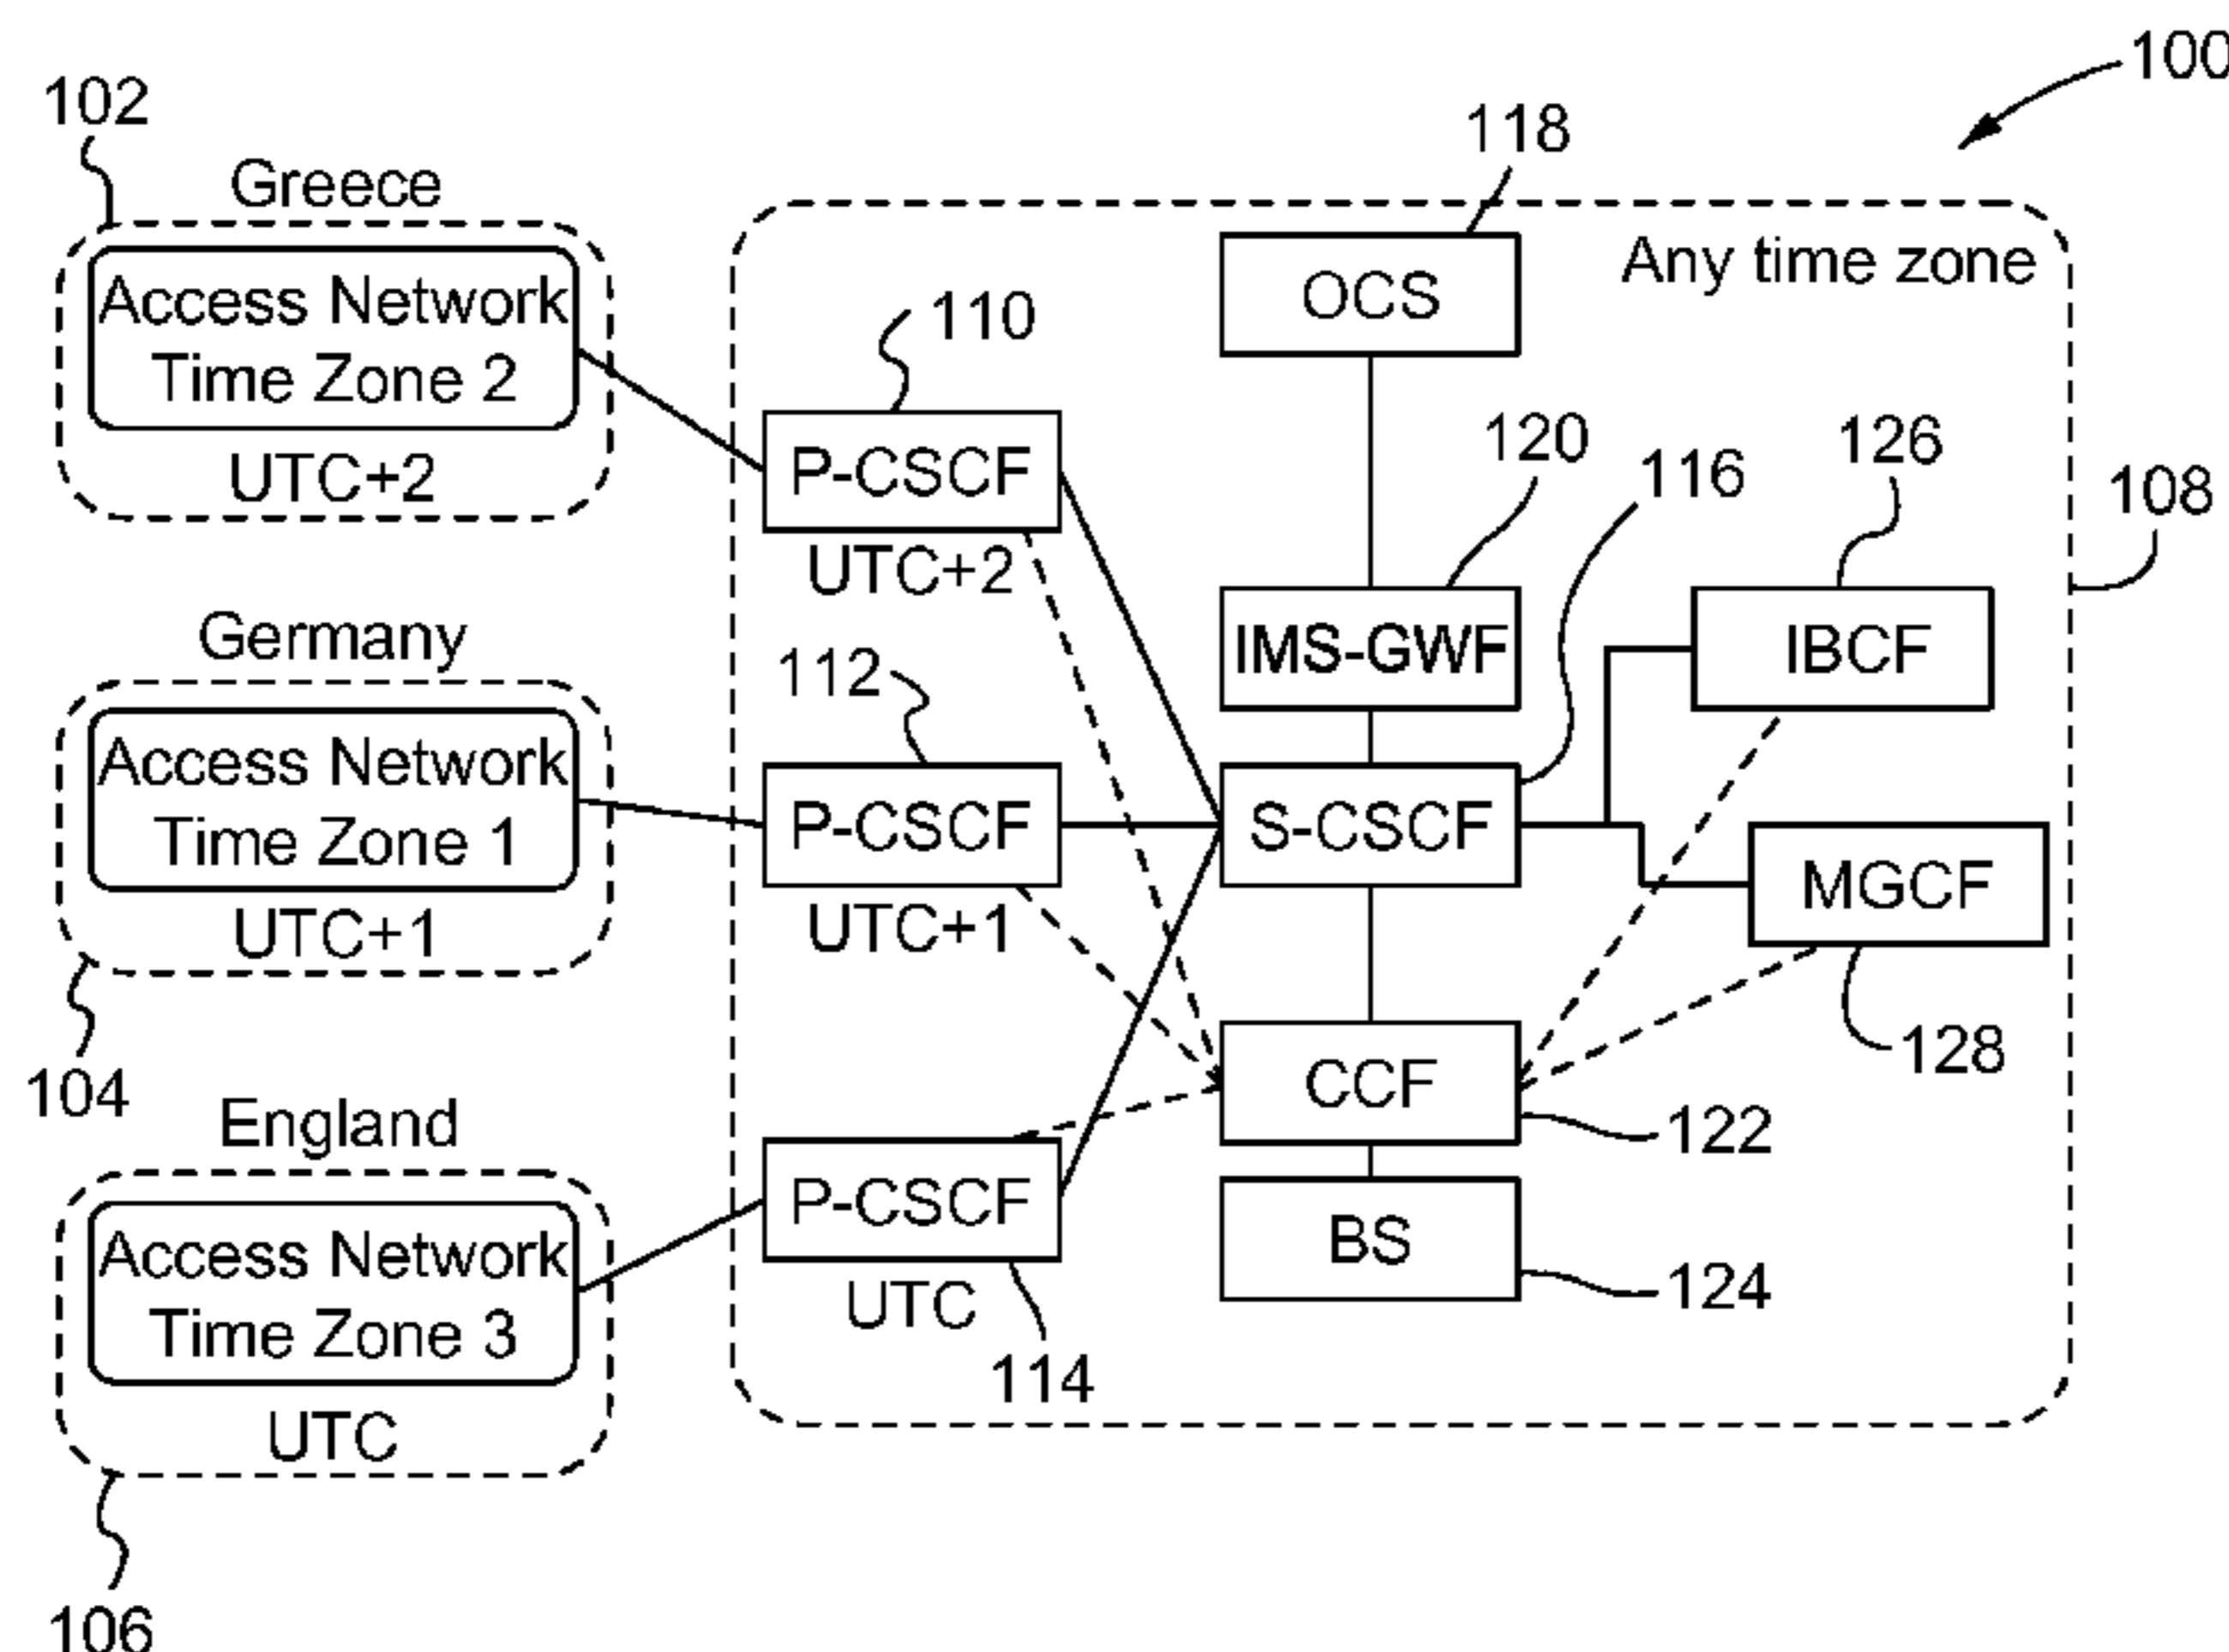 100
102
118
Greece
Any time zone
Access Network
Time Zone 2
UTC+2
OCS
110
P-CSCF
UTC+2
120
116
126
108
IMS-GWF
IBCF
Germany
112
Access Network
Time Zone 1
UTC+1
P-CSCF
UTC+1
S-CSCF
MGCF
128
104
CCF
122
England
Access Network
Time Zone 3
UTC
P-CSCF
UTC
114
BS
124
106